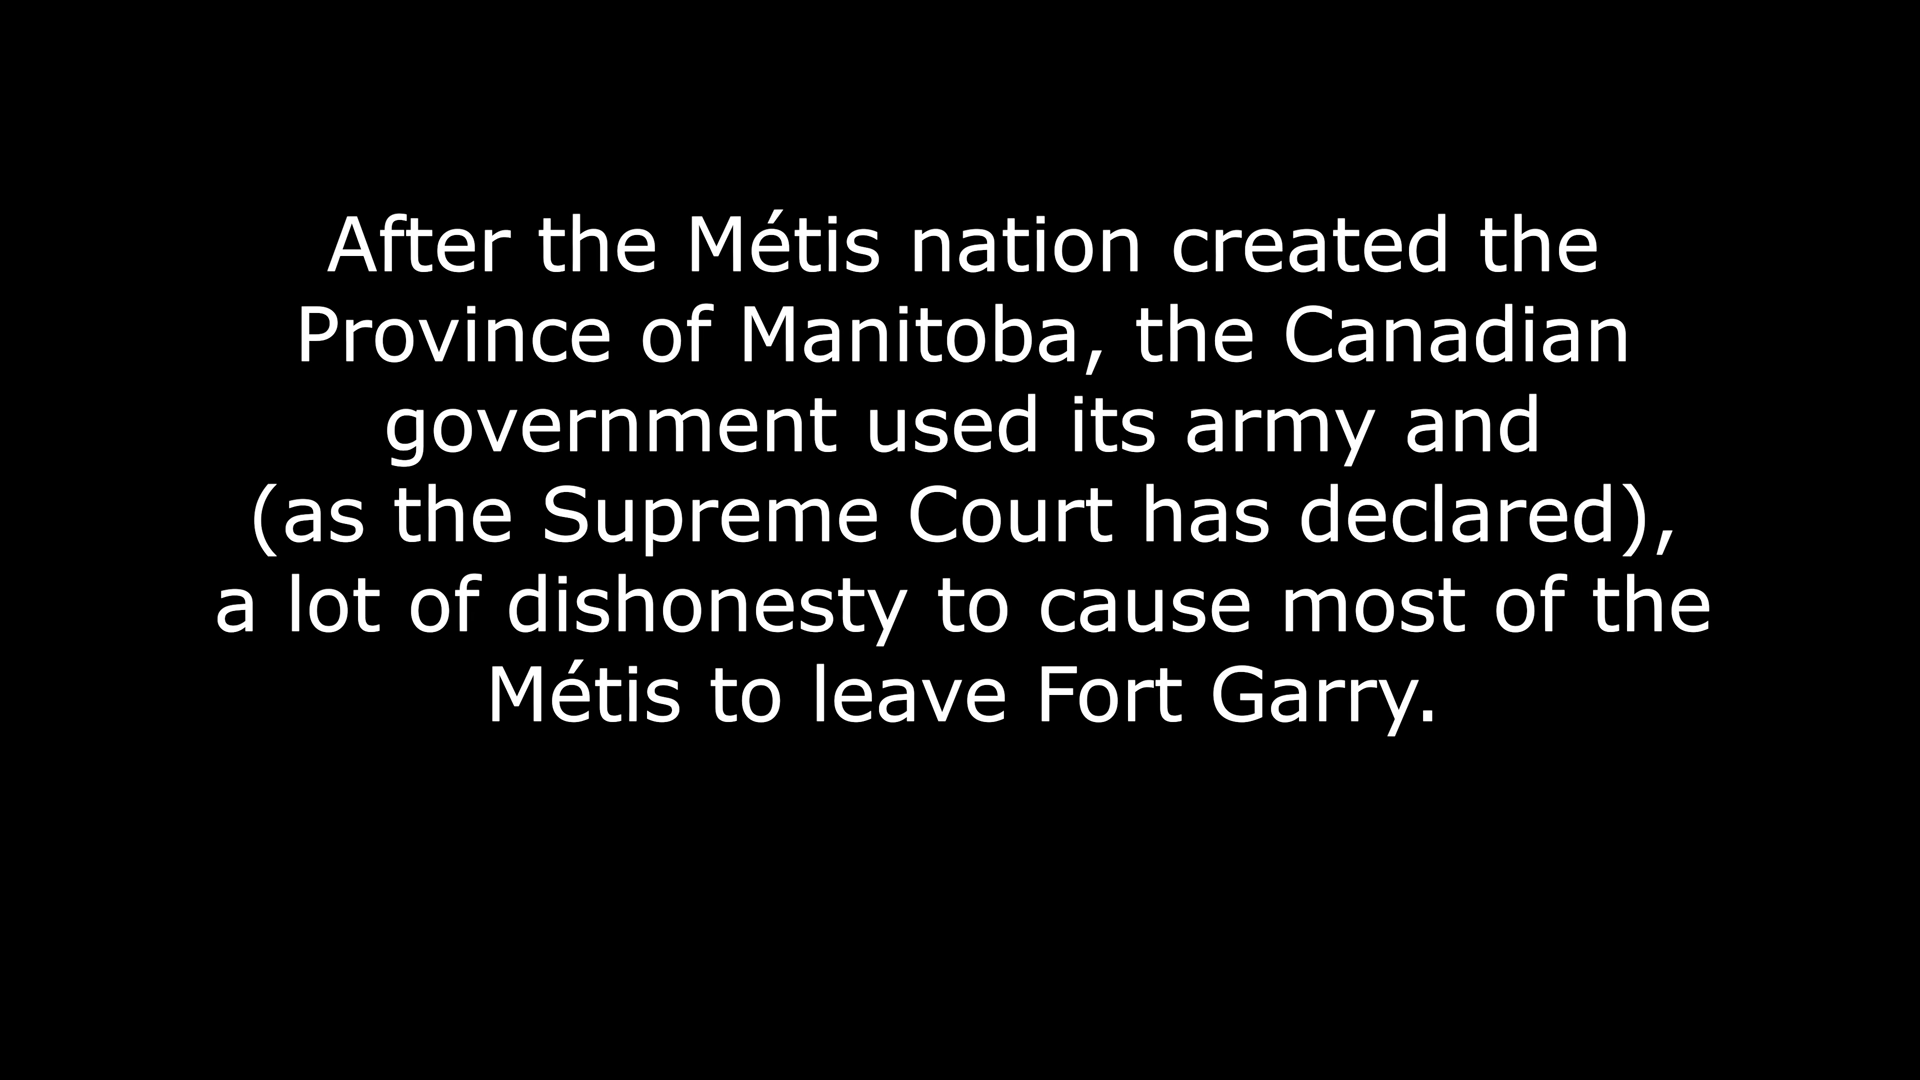 After the Métis nation created the
Province of Manitoba, the Canadian
government used its army and
(as the Supreme Court has declared),
a lot of dishonesty to cause most of the
Métis to leave Fort Garry.